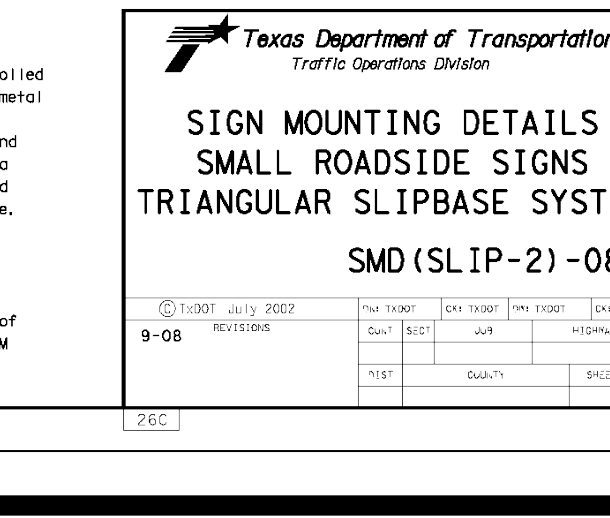 olled
metal
nd
a
d
e.
of
M
Texas Department of Transportation
Traffic Operations Division
SIGN MOUNTING DETAILS
SMALL ROADSIDE SIGNS
TRIANGULAR SLIPBASE SYST
SMD(SLIP-2)-08
© TxDOT July 2002
DN: TXDOT CK: TXDOT DW: TXDOT CK:
REVISIONS
9-08
CONT SECT JOB HIGHWA
DIST COUNTY SHEE
26C